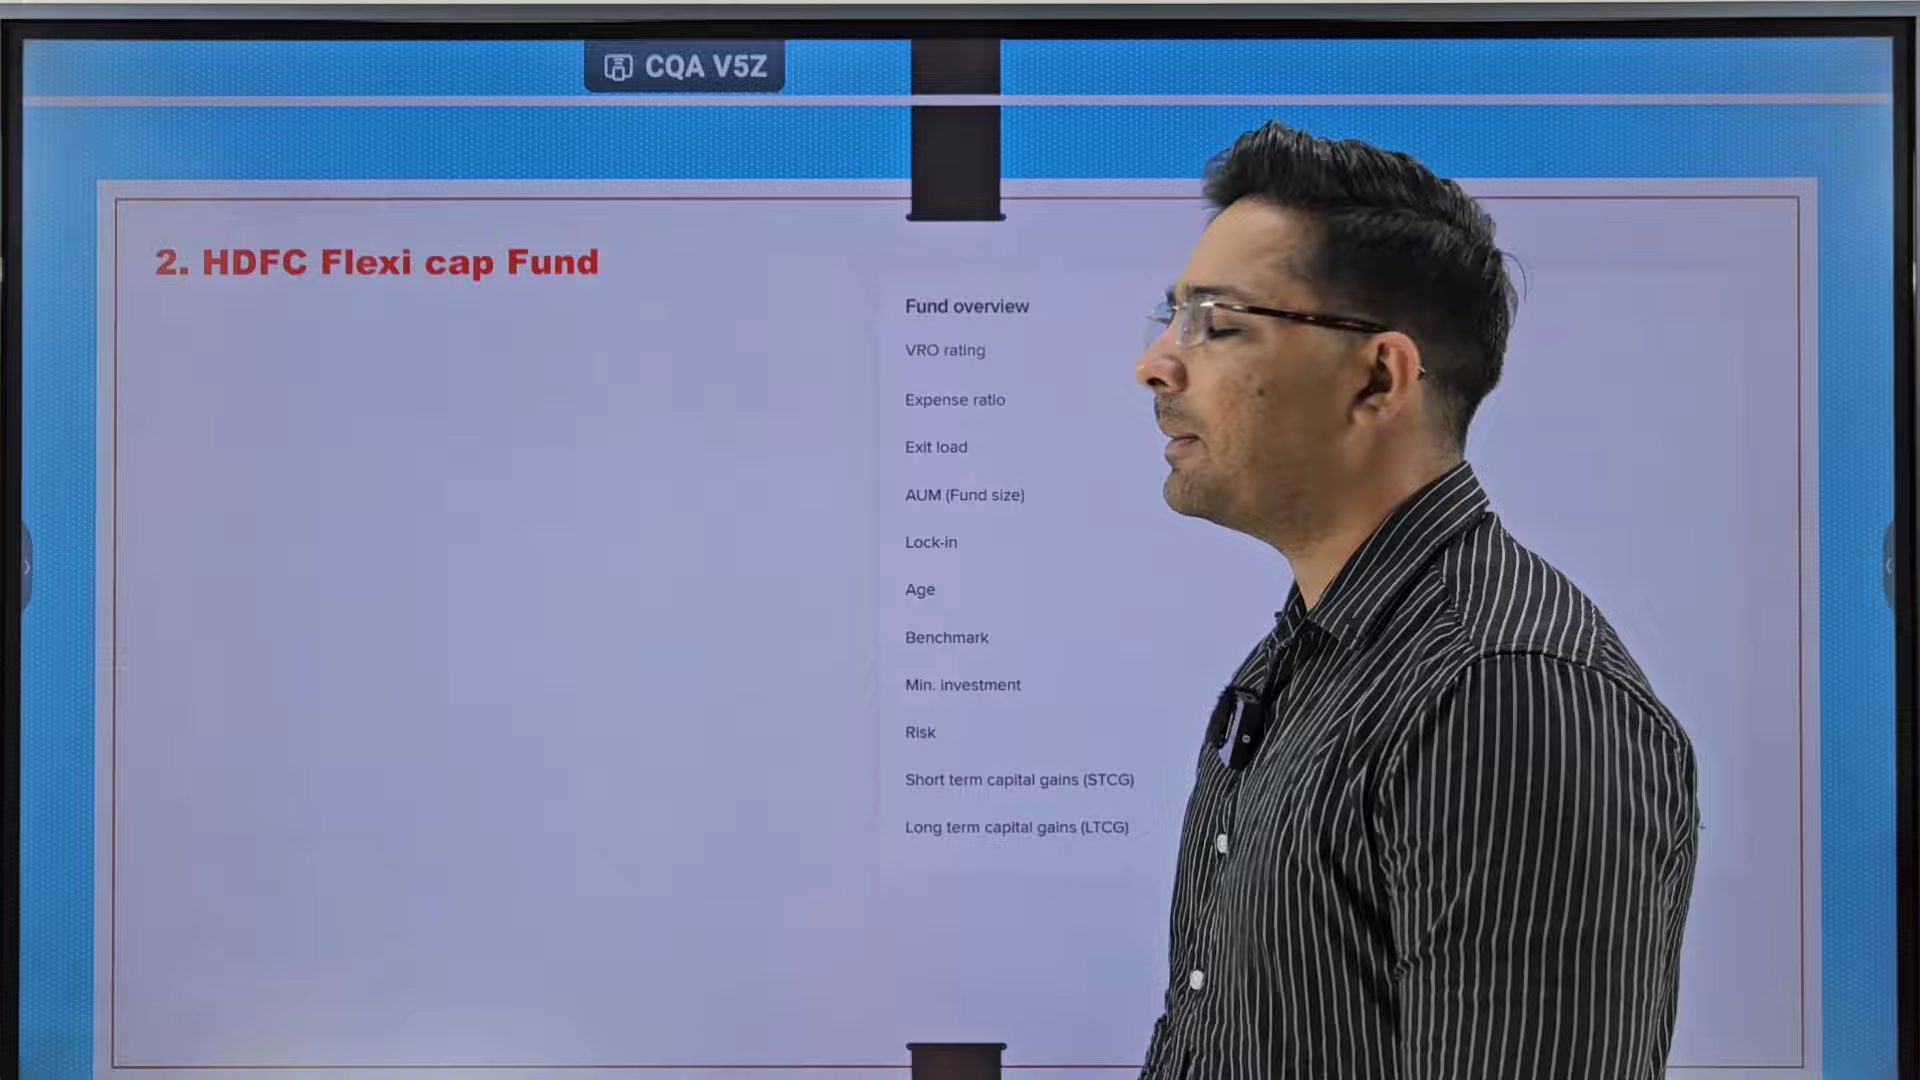 CQA V5Z
2. HDFC Flexi cap Fund
Fund overview
VRO rating
Expense ratio
Exit load
AUM (Fund size)
Lock-in
Age
Benchmark
Min. investment
Risk
Short term capital gains (STCG)
Long term capital gains (LTCG)